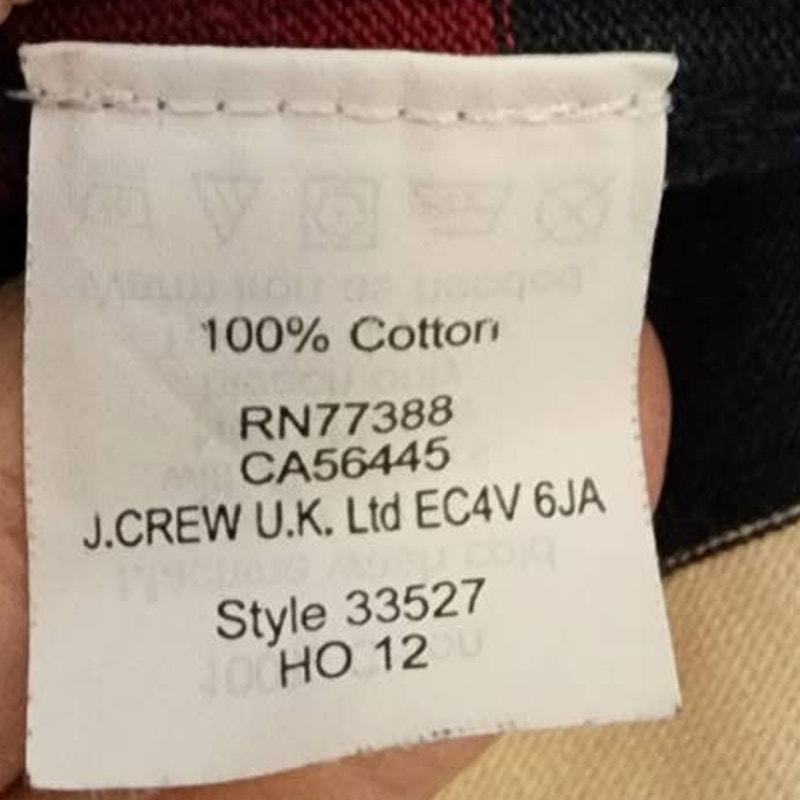 100% Cotton
RN77388
CA56445
J.CREW U.K. Ltd EC4V 6JA
Style 33527
HO 12